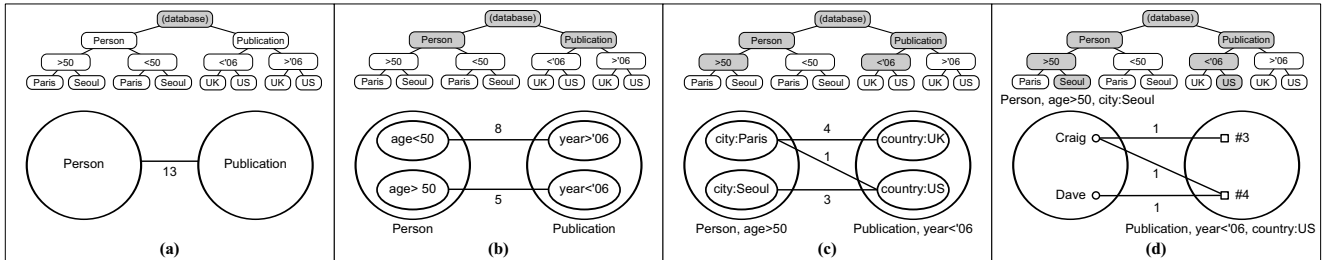 (database)
Person Publication
>50 <50 <'06 >'06
Paris Seoul Paris Seoul UK US UK US
Person 13 Publication
(a)
(database)
Person Publication
>50 <50 <'06 >'06
Paris Seoul Paris Seoul UK US UK US
age<50 8 year>'06
age> 50 5 year<'06
Person Publication
(b)
(database)
Person Publication
>50 <50 <'06 >'06
Paris Seoul Paris Seoul UK US UK US
city:Paris 4 country:UK
1
city:Seoul 3 country:US
Person, age>50 Publication, year<'06
(c)
(database)
Person Publication
>50 <50 <'06 >'06
Paris Seoul Paris Seoul UK US UK US
Person, age>50, city:Seoul
Craig 1 #3
1
Dave 1 #4
Publication, year<'06, country:US
(d)